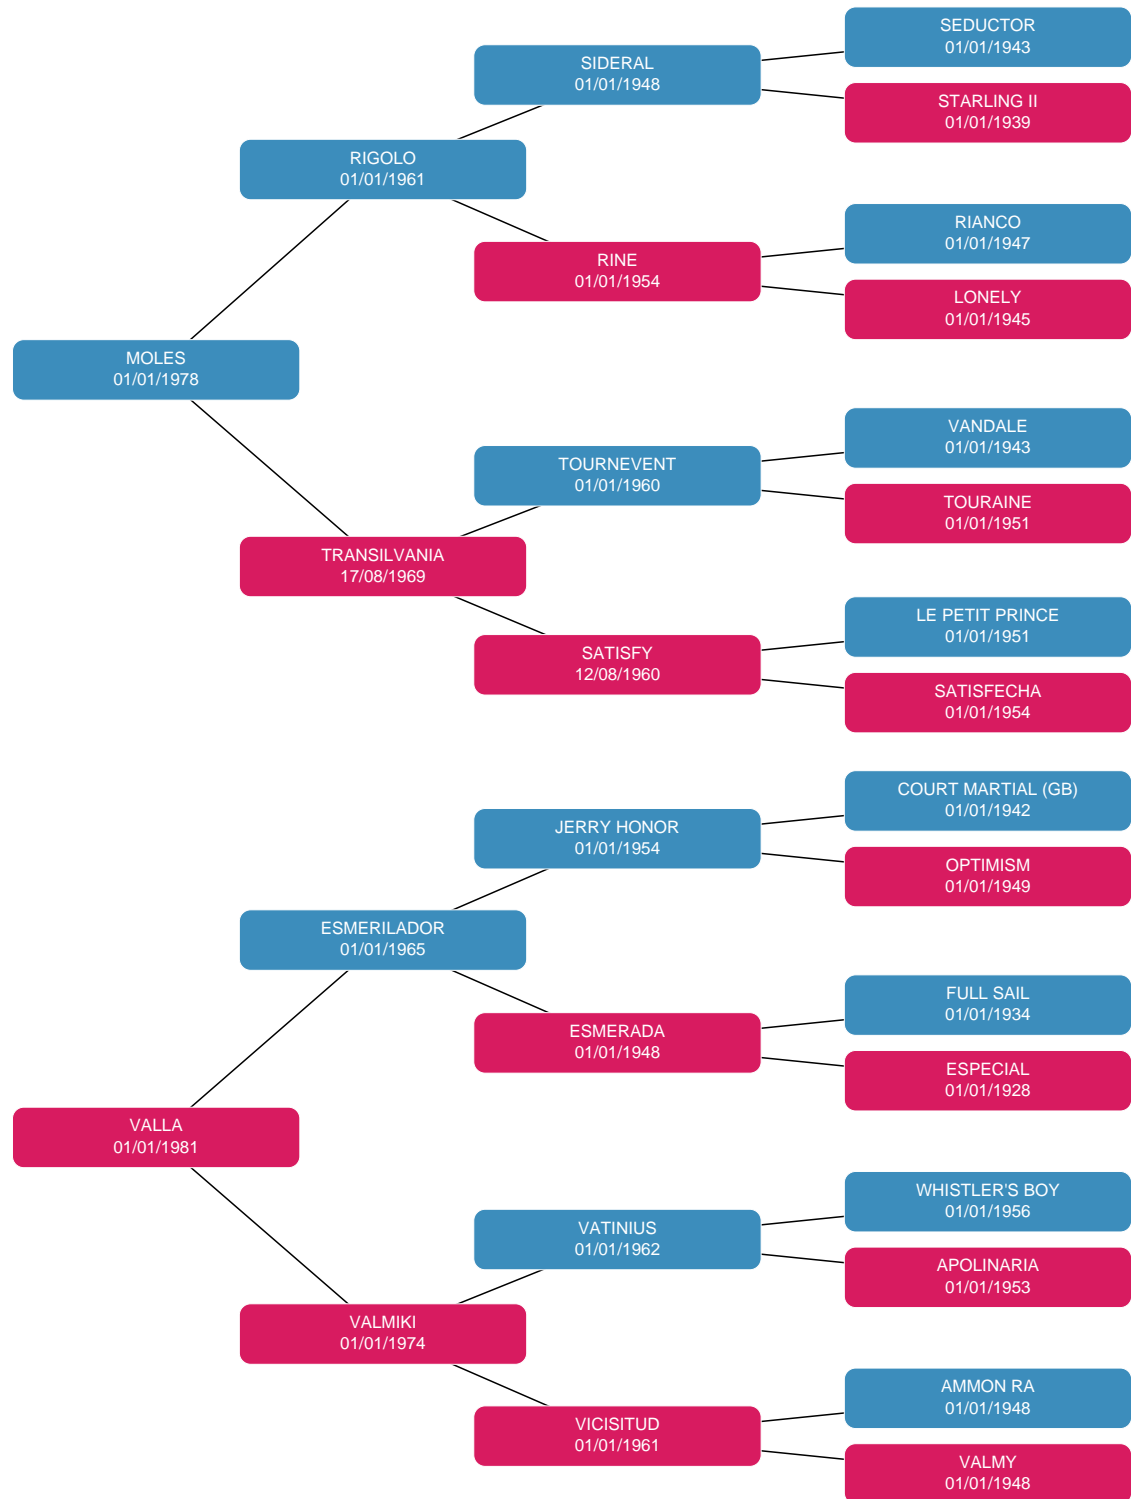 SEDUCTOR
01/01/1943
SIDERAL
01/01/1948
STARLING II
01/01/1939
RIGOLO
01/01/1961
RIANCO
01/01/1947
RINE
01/01/1954
LONELY
01/01/1945
MOLES
01/01/1978
VANDALE
01/01/1943
TOURNEVENT
01/01/1960
TOURAINE
01/01/1951
TRANSILVANIA
17/08/1969
LE PETIT PRINCE
01/01/1951
SATISFY
12/08/1960
SATISFECHA
01/01/1954
COURT MARTIAL (GB)
01/01/1942
JERRY HONOR
01/01/1954
OPTIMISM
01/01/1949
ESMERILADOR
01/01/1965
FULL SAIL
01/01/1934
ESMERADA
01/01/1948
ESPECIAL
01/01/1928
VALLA
01/01/1981
WHISTLER'S BOY
01/01/1956
VATINIUS
01/01/1962
APOLINARIA
01/01/1953
VALMIKI
01/01/1974
AMMON RA
01/01/1948
VICISITUD
01/01/1961
VALMY
01/01/1948